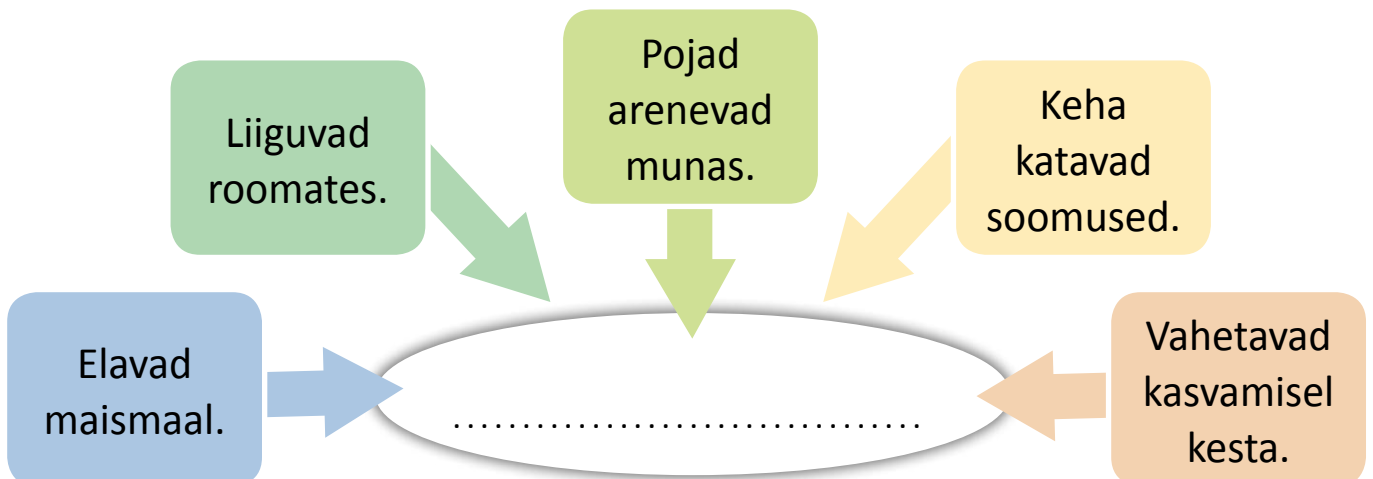 Elavad
maismaal.
Liiguvad
roomates.
Pojad
arenevad
munas.
Keha
katavad
soomused.
Vahetavad
kasvamisel
kesta.
..................................